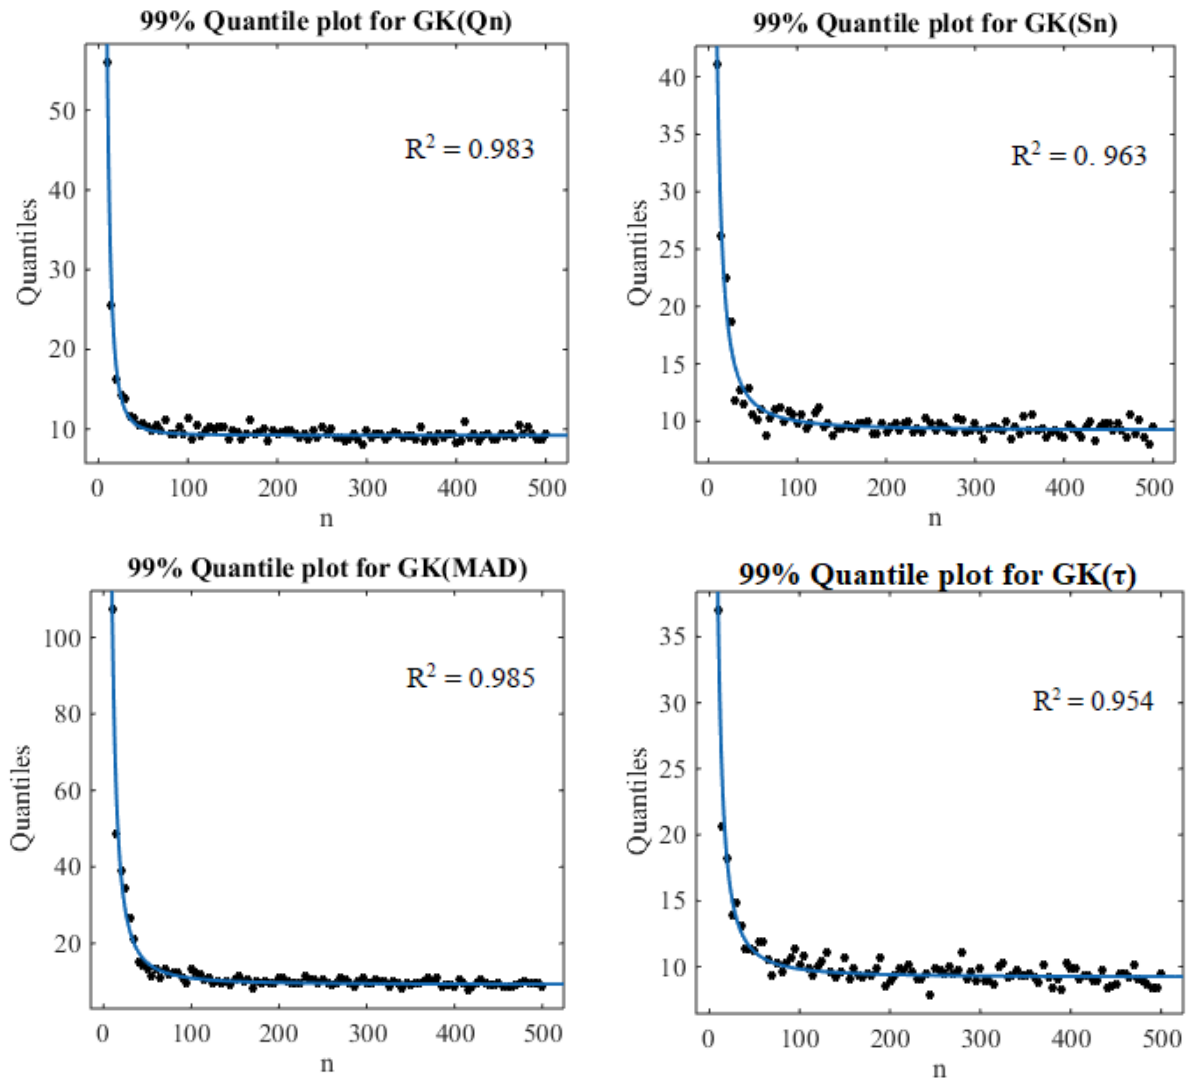 99% Quantile plot for GK(Qn)
R² = 0.983
Quantiles
50
40
30
20
10
0 100 200 300 400 500
n
99% Quantile plot for GK(Sn)
R² = 0. 963
Quantiles
40
35
30
25
20
15
10
0 100 200 300 400 500
n
99% Quantile plot for GK(MAD)
R² = 0.985
Quantiles
100
80
60
40
20
0 100 200 300 400 500
n
99% Quantile plot for GK(τ)
R² = 0.954
Quantiles
35
30
25
20
15
10
0 100 200 300 400 500
n